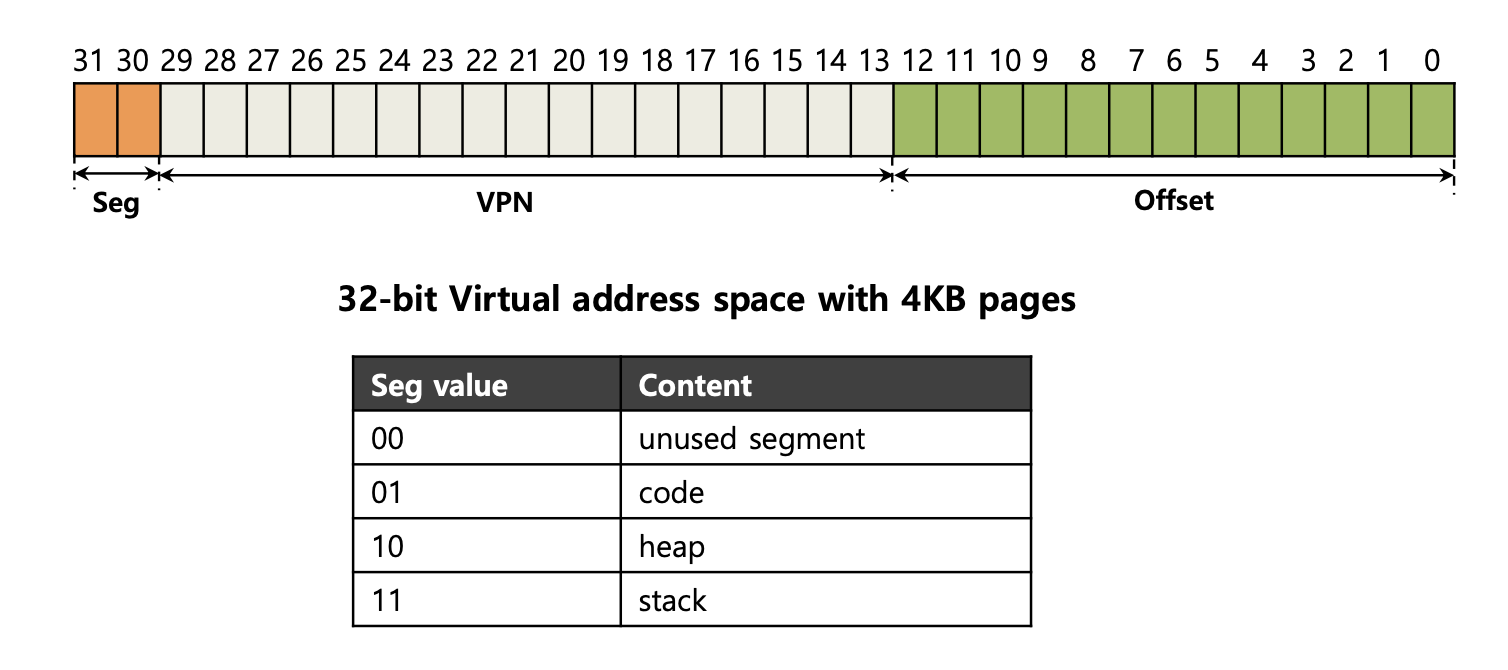 31 30 29 28 27 26 25 24 23 22 21 20 19 18 17 16 15 14 13 12 11 10 9 8 7 6 5 4 3 2 1 0
Seg VPN Offset
32-bit Virtual address space with 4KB pages
Seg value Content
00 unused segment
01 code
10 heap
11 stack